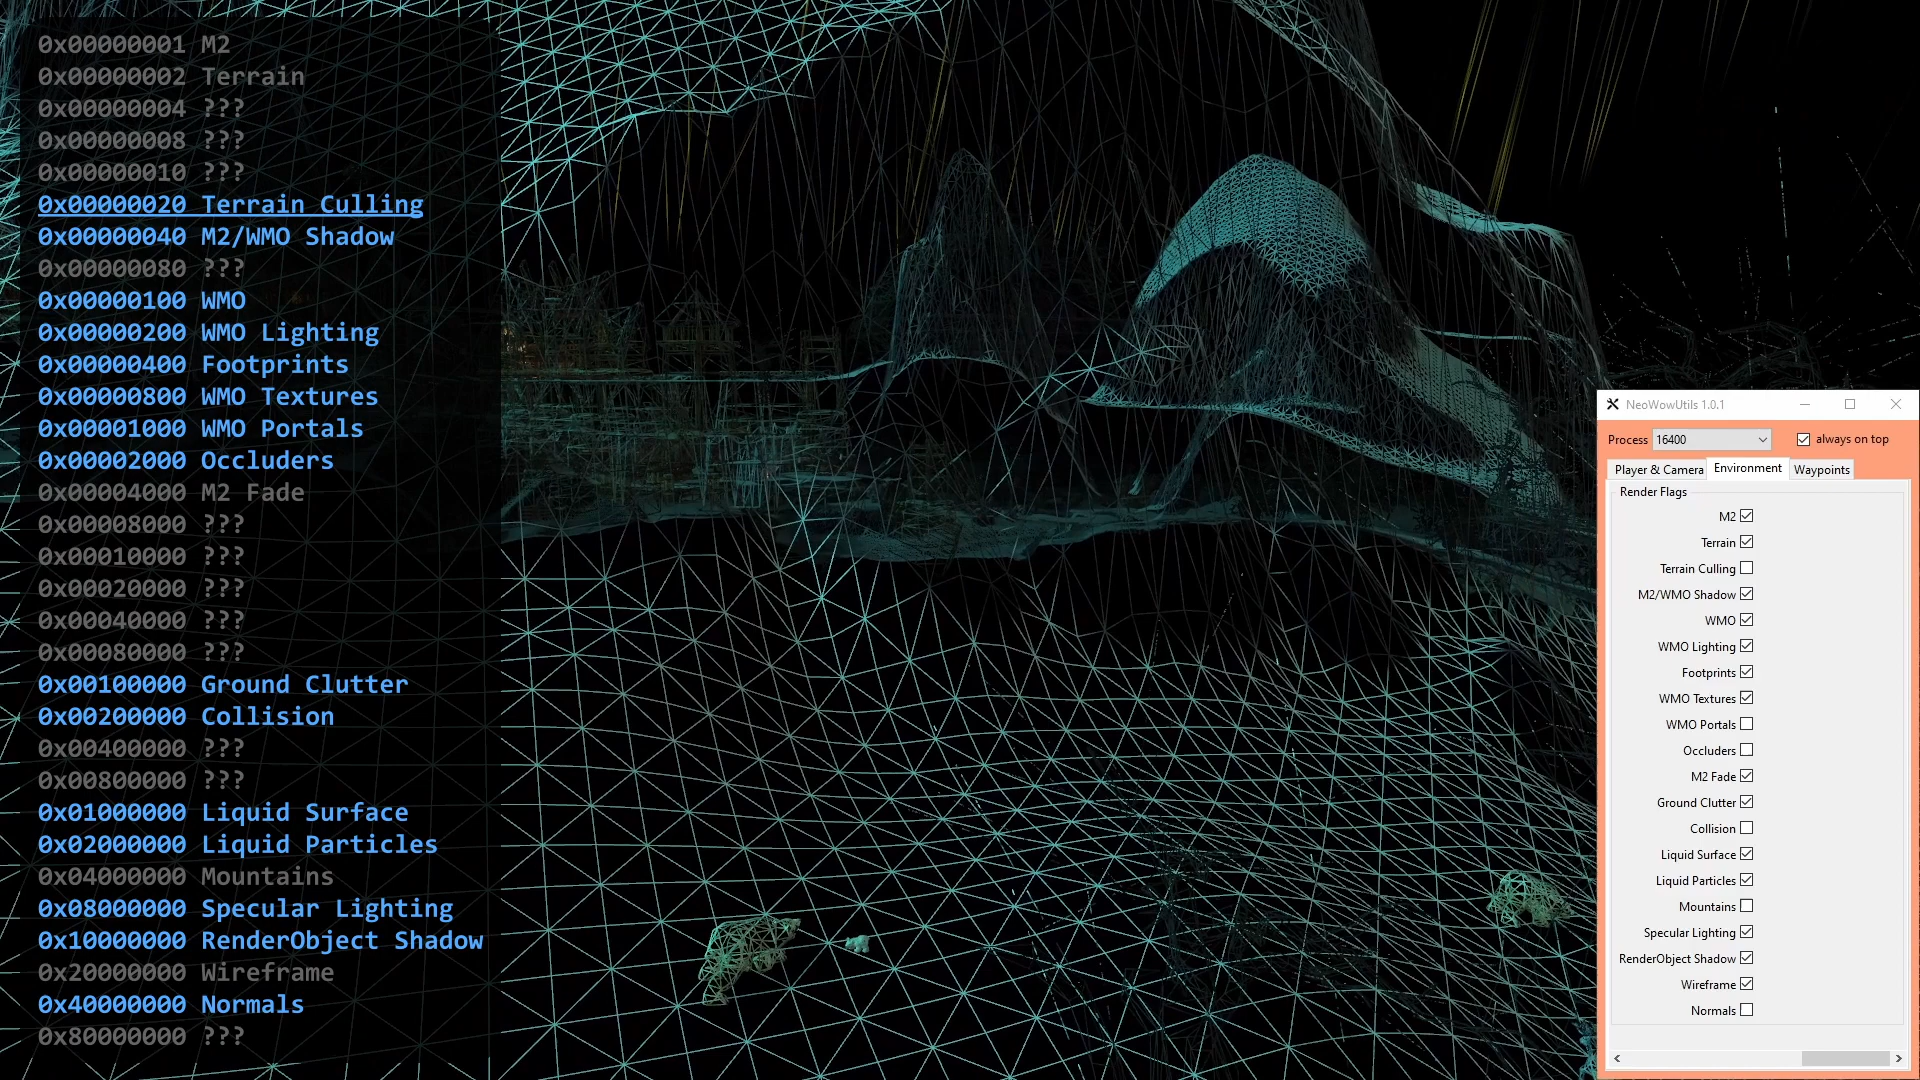 0x00000001 M2
0x00000002 Terrain
0x00000004 ???
0x00000008 ???
0x00000010 ???
0x00000020 Terrain Culling
0x00000040 M2/WMO Shadow
0x00000080 ???
0x00000100 WMO
0x00000200 WMO Lighting
0x00000400 Footprints
0x00000800 WMO Textures
0x00001000 WMO Portals
0x00002000 Occluders
0x00004000 M2 Fade
0x00008000 ???
0x00010000 ???
0x00020000 ???
0x00040000 ???
0x00080000 ???
0x00100000 Ground Clutter
0x00200000 Collision
0x00400000 ???
0x00800000 ???
0x01000000 Liquid Surface
0x02000000 Liquid Particles
0x04000000 Mountains
0x08000000 Specular Lighting
0x10000000 RenderObject Shadow
0x20000000 Wireframe
0x40000000 Normals
0x80000000 ???
NeoWowUtils 1.0.1
Process 16400 always on top
Player & Camera Environment Waypoints
Render Flags
M2
Terrain
Terrain Culling
M2/WMO Shadow
WMO
WMO Lighting
Footprints
WMO Textures
WMO Portals
Occluders
M2 Fade
Ground Clutter
Collision
Liquid Surface
Liquid Particles
Mountains
Specular Lighting
RenderObject Shadow
Wireframe
Normals